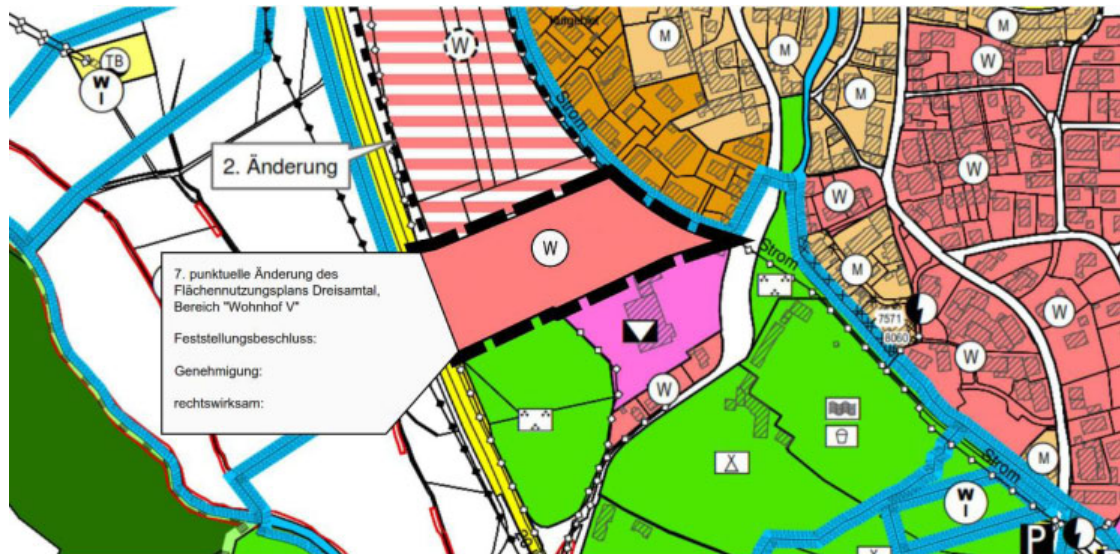 Kurgebiet
W
M
M
W
TB
W
I
M
Strom
2. Änderung
W
W
W
Strom
M
7. punktuelle Änderung des
Flächennutzungsplans Dreisamtal,
Bereich "Wohnhof V"
Feststellungsbeschluss:
Genehmigung:
rechtswirksam:
7571
8060
W
W
W
Strom
M
W
I
P